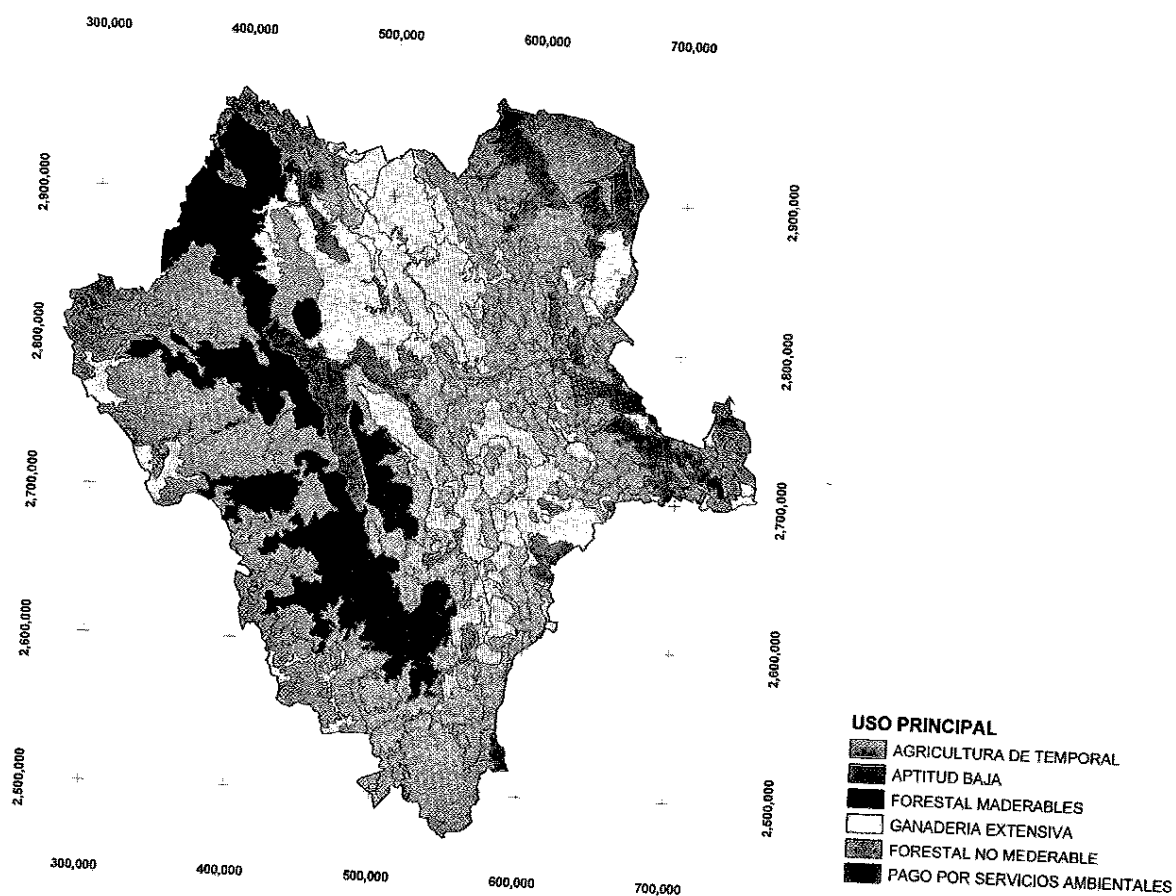 300,000 400,000 500,000 600,000 700,000
2,900,000
2,900,000
2,800,000
2,800,000
2,700,000
2,700,000
2,600,000
2,600,000
2,500,000
2,500,000
300,000 400,000 500,000 600,000 700,000
USO PRINCIPAL
AGRICULTURA DE TEMPORAL
APTITUD BAJA
FORESTAL MADERABLES
GANADERIA EXTENSIVA
FORESTAL NO MEDERABLE
PAGO POR SERVICIOS AMBIENTALES